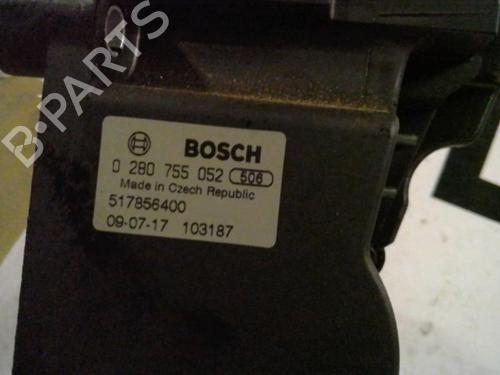 B-PARTS
BOSCH
0 280 755 052 506
Made in Czech Republic
517856400
09-07-17 103187